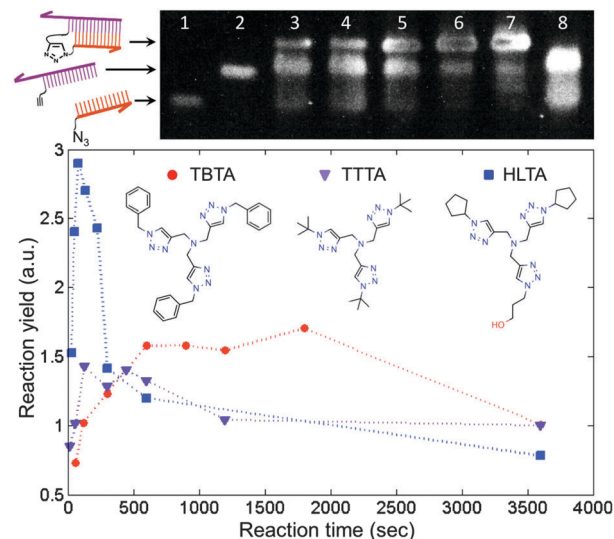 1 2 3 4 5 6 7 8
N N N
N3
3
2.5
2
1.5
1
0.5
Reaction yield (a.u.)
TBTA TTTA HLTA
N N N N N N
N
N N N
N N N N N N
N
N N N
N N N N N N
N
N N N
HO
0 500 1000 1500 2000 2500 3000 3500 4000
Reaction time (sec)